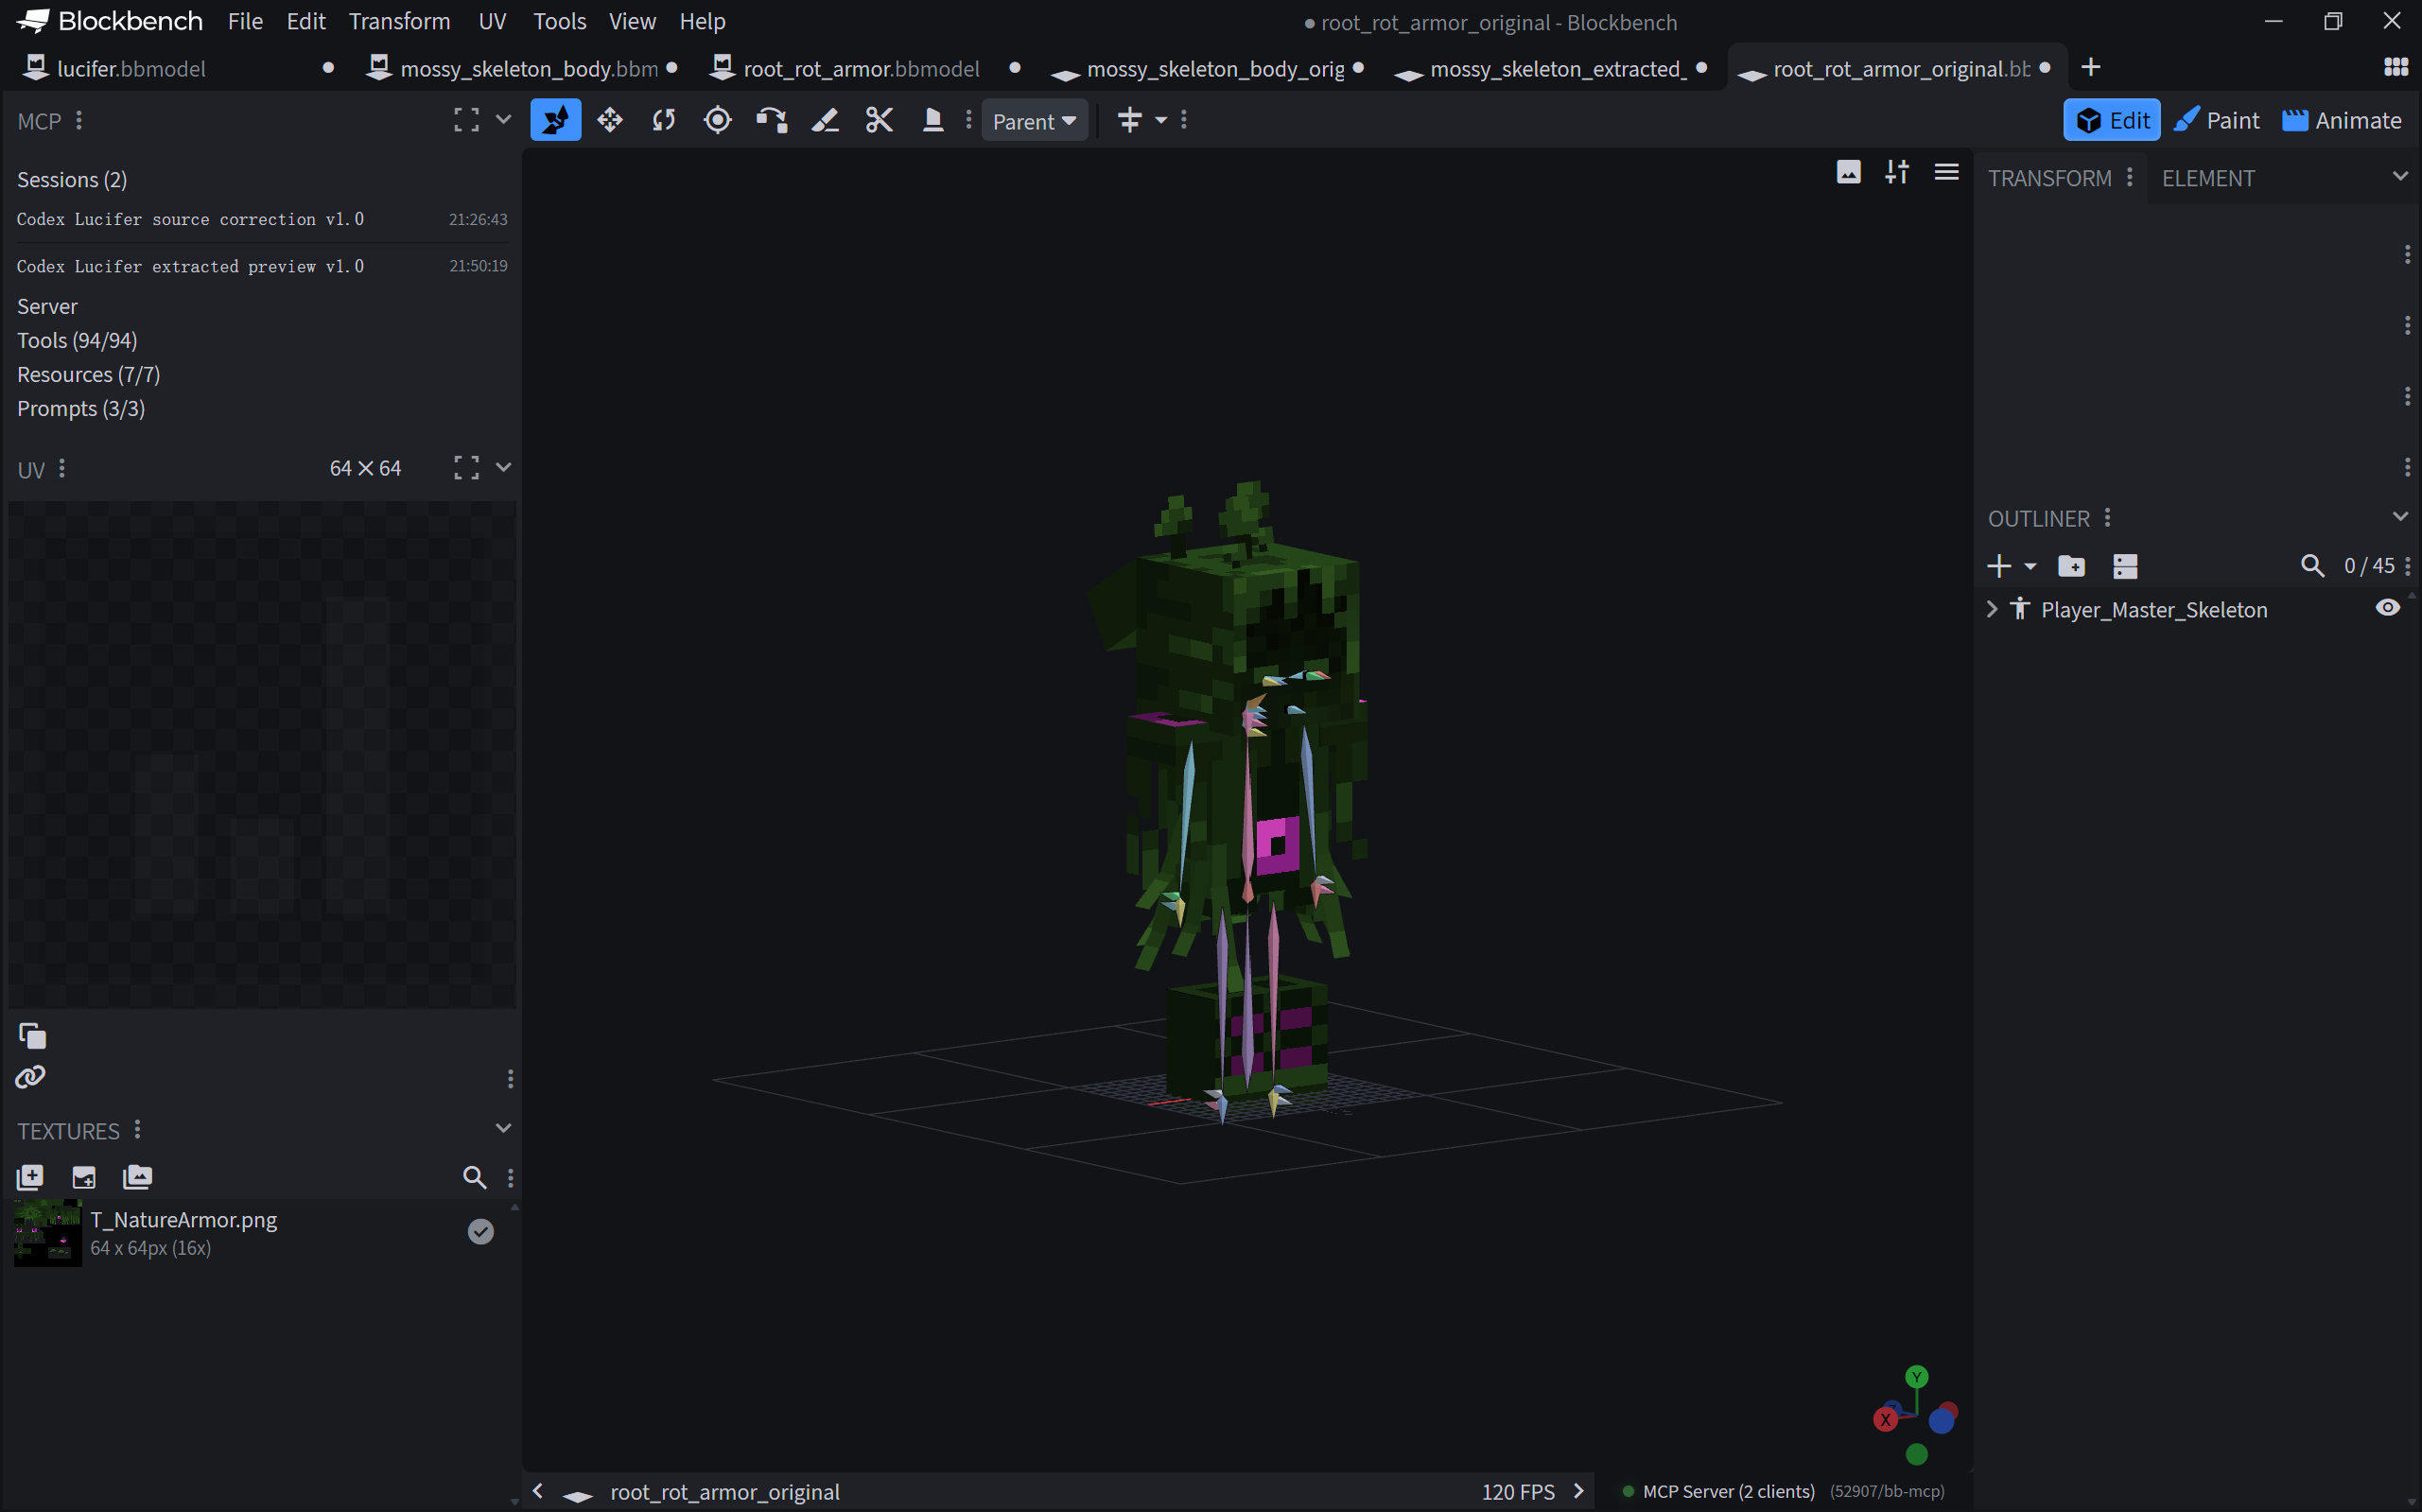 Blockbench File Edit Transform UV Tools View Help
● root_rot_armor_original - Blockbench
lucifer.bbmodel
mossy_skeleton_body.bbm
root_rot_armor.bbmodel
mossy_skeleton_body_orig
mossy_skeleton_extracted_
root_rot_armor_original.bb
MCP
Parent
Edit
Paint
Animate
Sessions (2)
Codex Lucifer source correction v1.0 21:26:43
Codex Lucifer extracted preview v1.0 21:50:19
Server
Tools (94/94)
Resources (7/7)
Prompts (3/3)
UV
64 × 64
TEXTURES
T_NatureArmor.png
64 x 64px (16x)
TRANSFORM
ELEMENT
OUTLINER
0 / 45
Player_Master_Skeleton
Y
X
root_rot_armor_original
120 FPS
MCP Server (2 clients) (52907/bb-mcp)